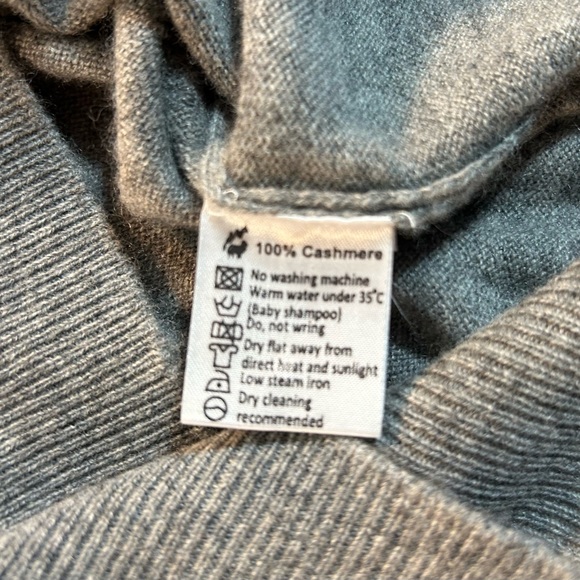 100% Cashmere
No washing machine
Warm water under 35°C
(Baby shampoo)
Do, not wring
Dry flat away from
direct heat and sunlight
Low steam iron
Dry cleaning
recommended